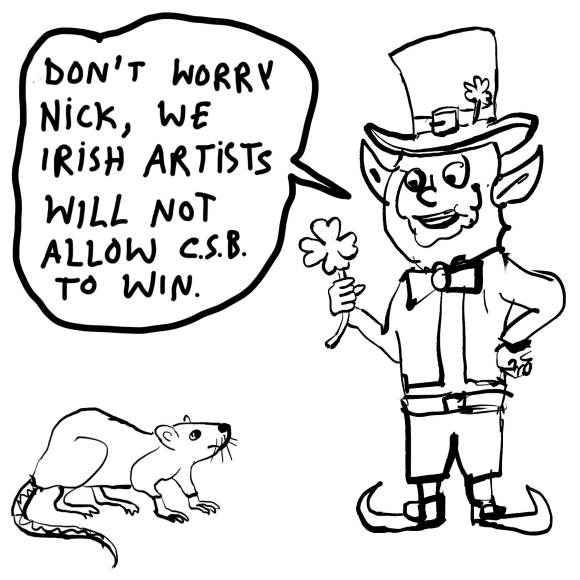 DON'T WORRY
NICK, WE
IRISH ARTISTS
WILL NOT
ALLOW C.S.B.
TO WIN.